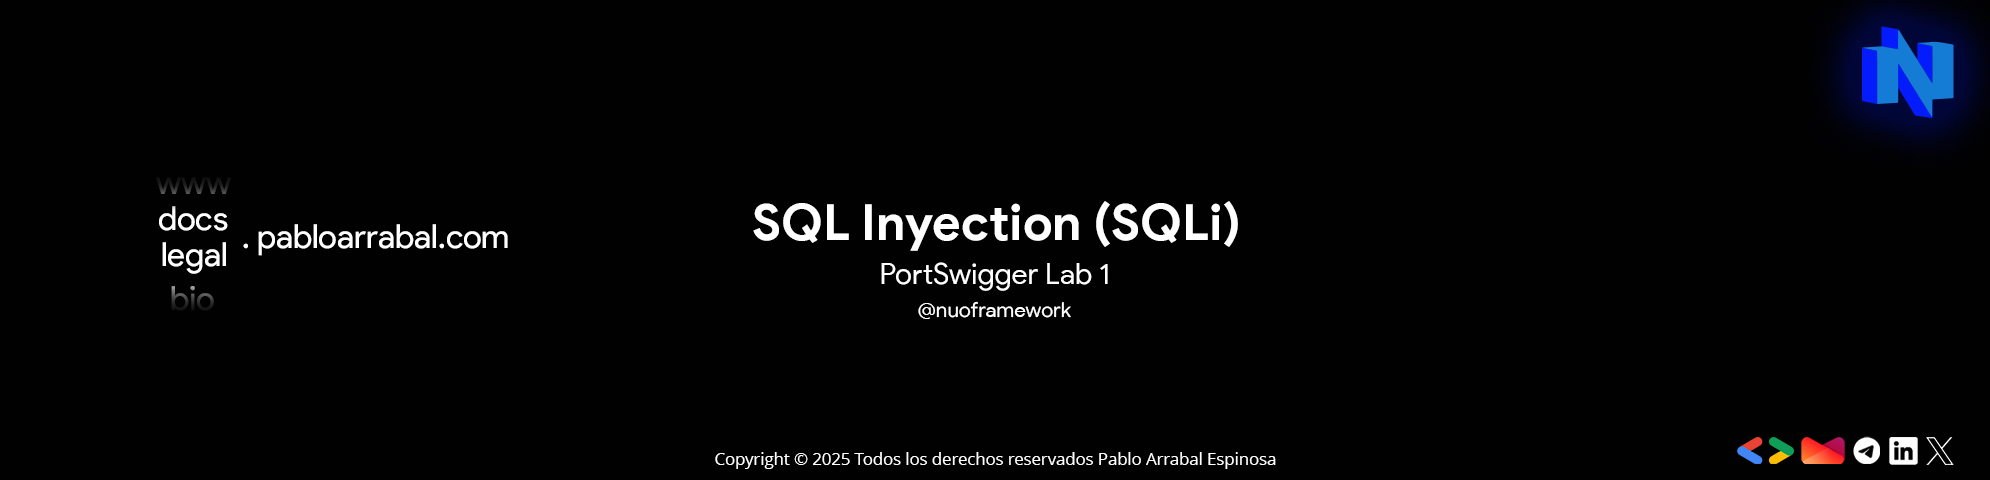 www
docs
legal
bio
. pabloarrabal.com
SQL Inyection (SQLi)
PortSwigger Lab 1
@nuoframework
Copyright © 2025 Todos los derechos reservados Pablo Arrabal Espinosa